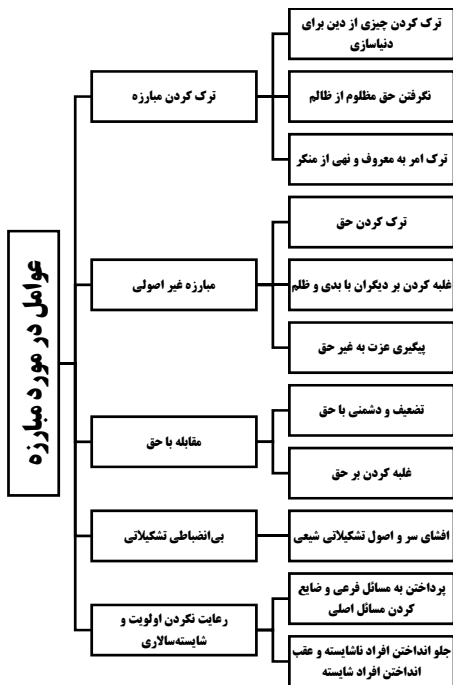 عوامل در مورد مبارزه
ترک کردن مبارزه
ترک کردن چیزی از دین برای
دنیاسازی
نگرفتن حق مظلوم از ظالم
ترک امر به معروف و نهی از منکر
مبارزه غیر اصولی
ترک کردن حق
غلبه کردن بر دیگران با بدی و ظلم
پیگیری عزت به غیر حق
مقابله با حق
تضعیف و دشمنی با حق
غلبه کردن بر حق
بی‌انضباطی تشکیلاتی
افشای سر و اصول تشکیلاتی شیعی
رعایت نکردن اولویت و
شایسته‌سالاری
پرداختن به مسائل فرعی و ضایع
کردن مسائل اصلی
جلو انداختن افراد ناشایسته و عقب
انداختن افراد شایسته